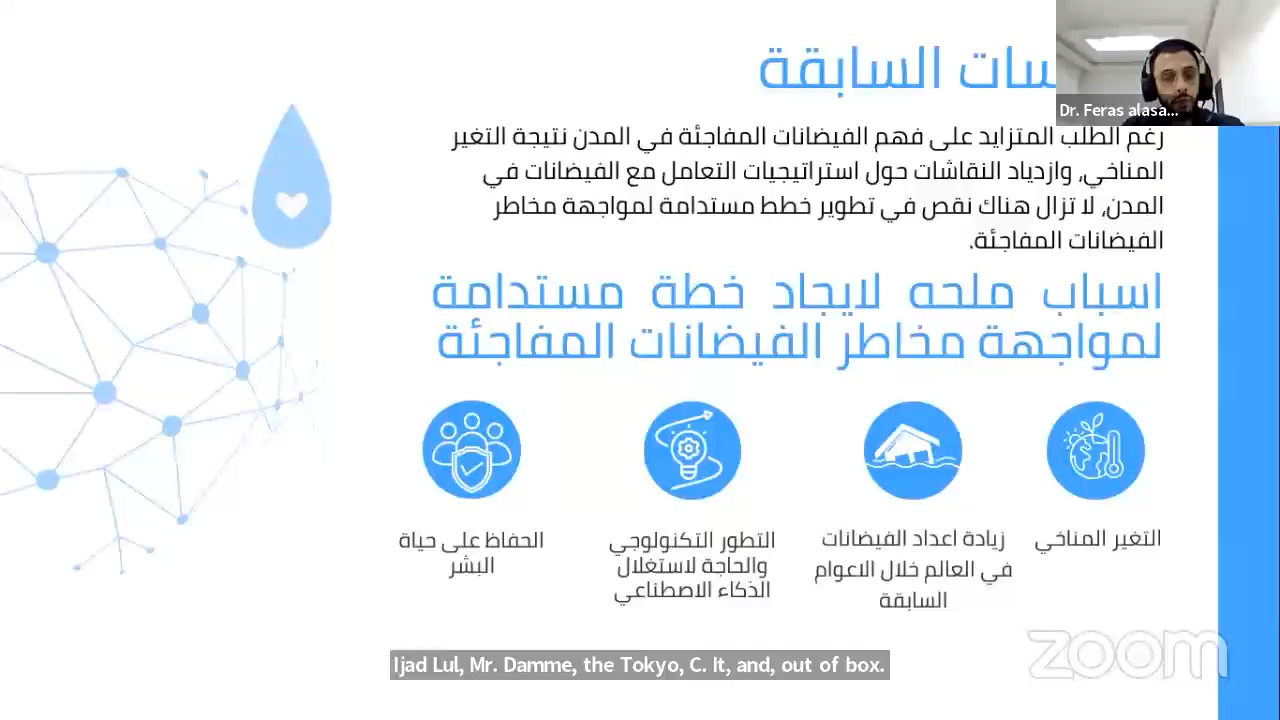 السابقة
Dr. Feras alasa...
رغم الطلب المتزايد على فهم الفيضانات المفاجئة في المدن نتيجة التغير
المناخي، وازدياد النقاشات حول استراتيجيات التعامل مع الفيضانات في
المدن، لا تزال هناك نقص في تطوير خطط مستدامة لمواجهة مخاطر
الفيضانات المفاجئة.
اسباب ملحه لايجاد خطة مستدامة
لمواجهة مخاطر الفيضانات المفاجئة
التغير المناخي
زيادة اعداد الفيضانات
في العالم خلال الاعوام
السابقة
التطور التكنولوجي
والحاجة لاستغلال
الذكاء الاصطناعي
الحفاظ على حياة
البشر
Ijad Lul, Mr. Damme, the Tokyo, C. It, and, out of box.
zoom